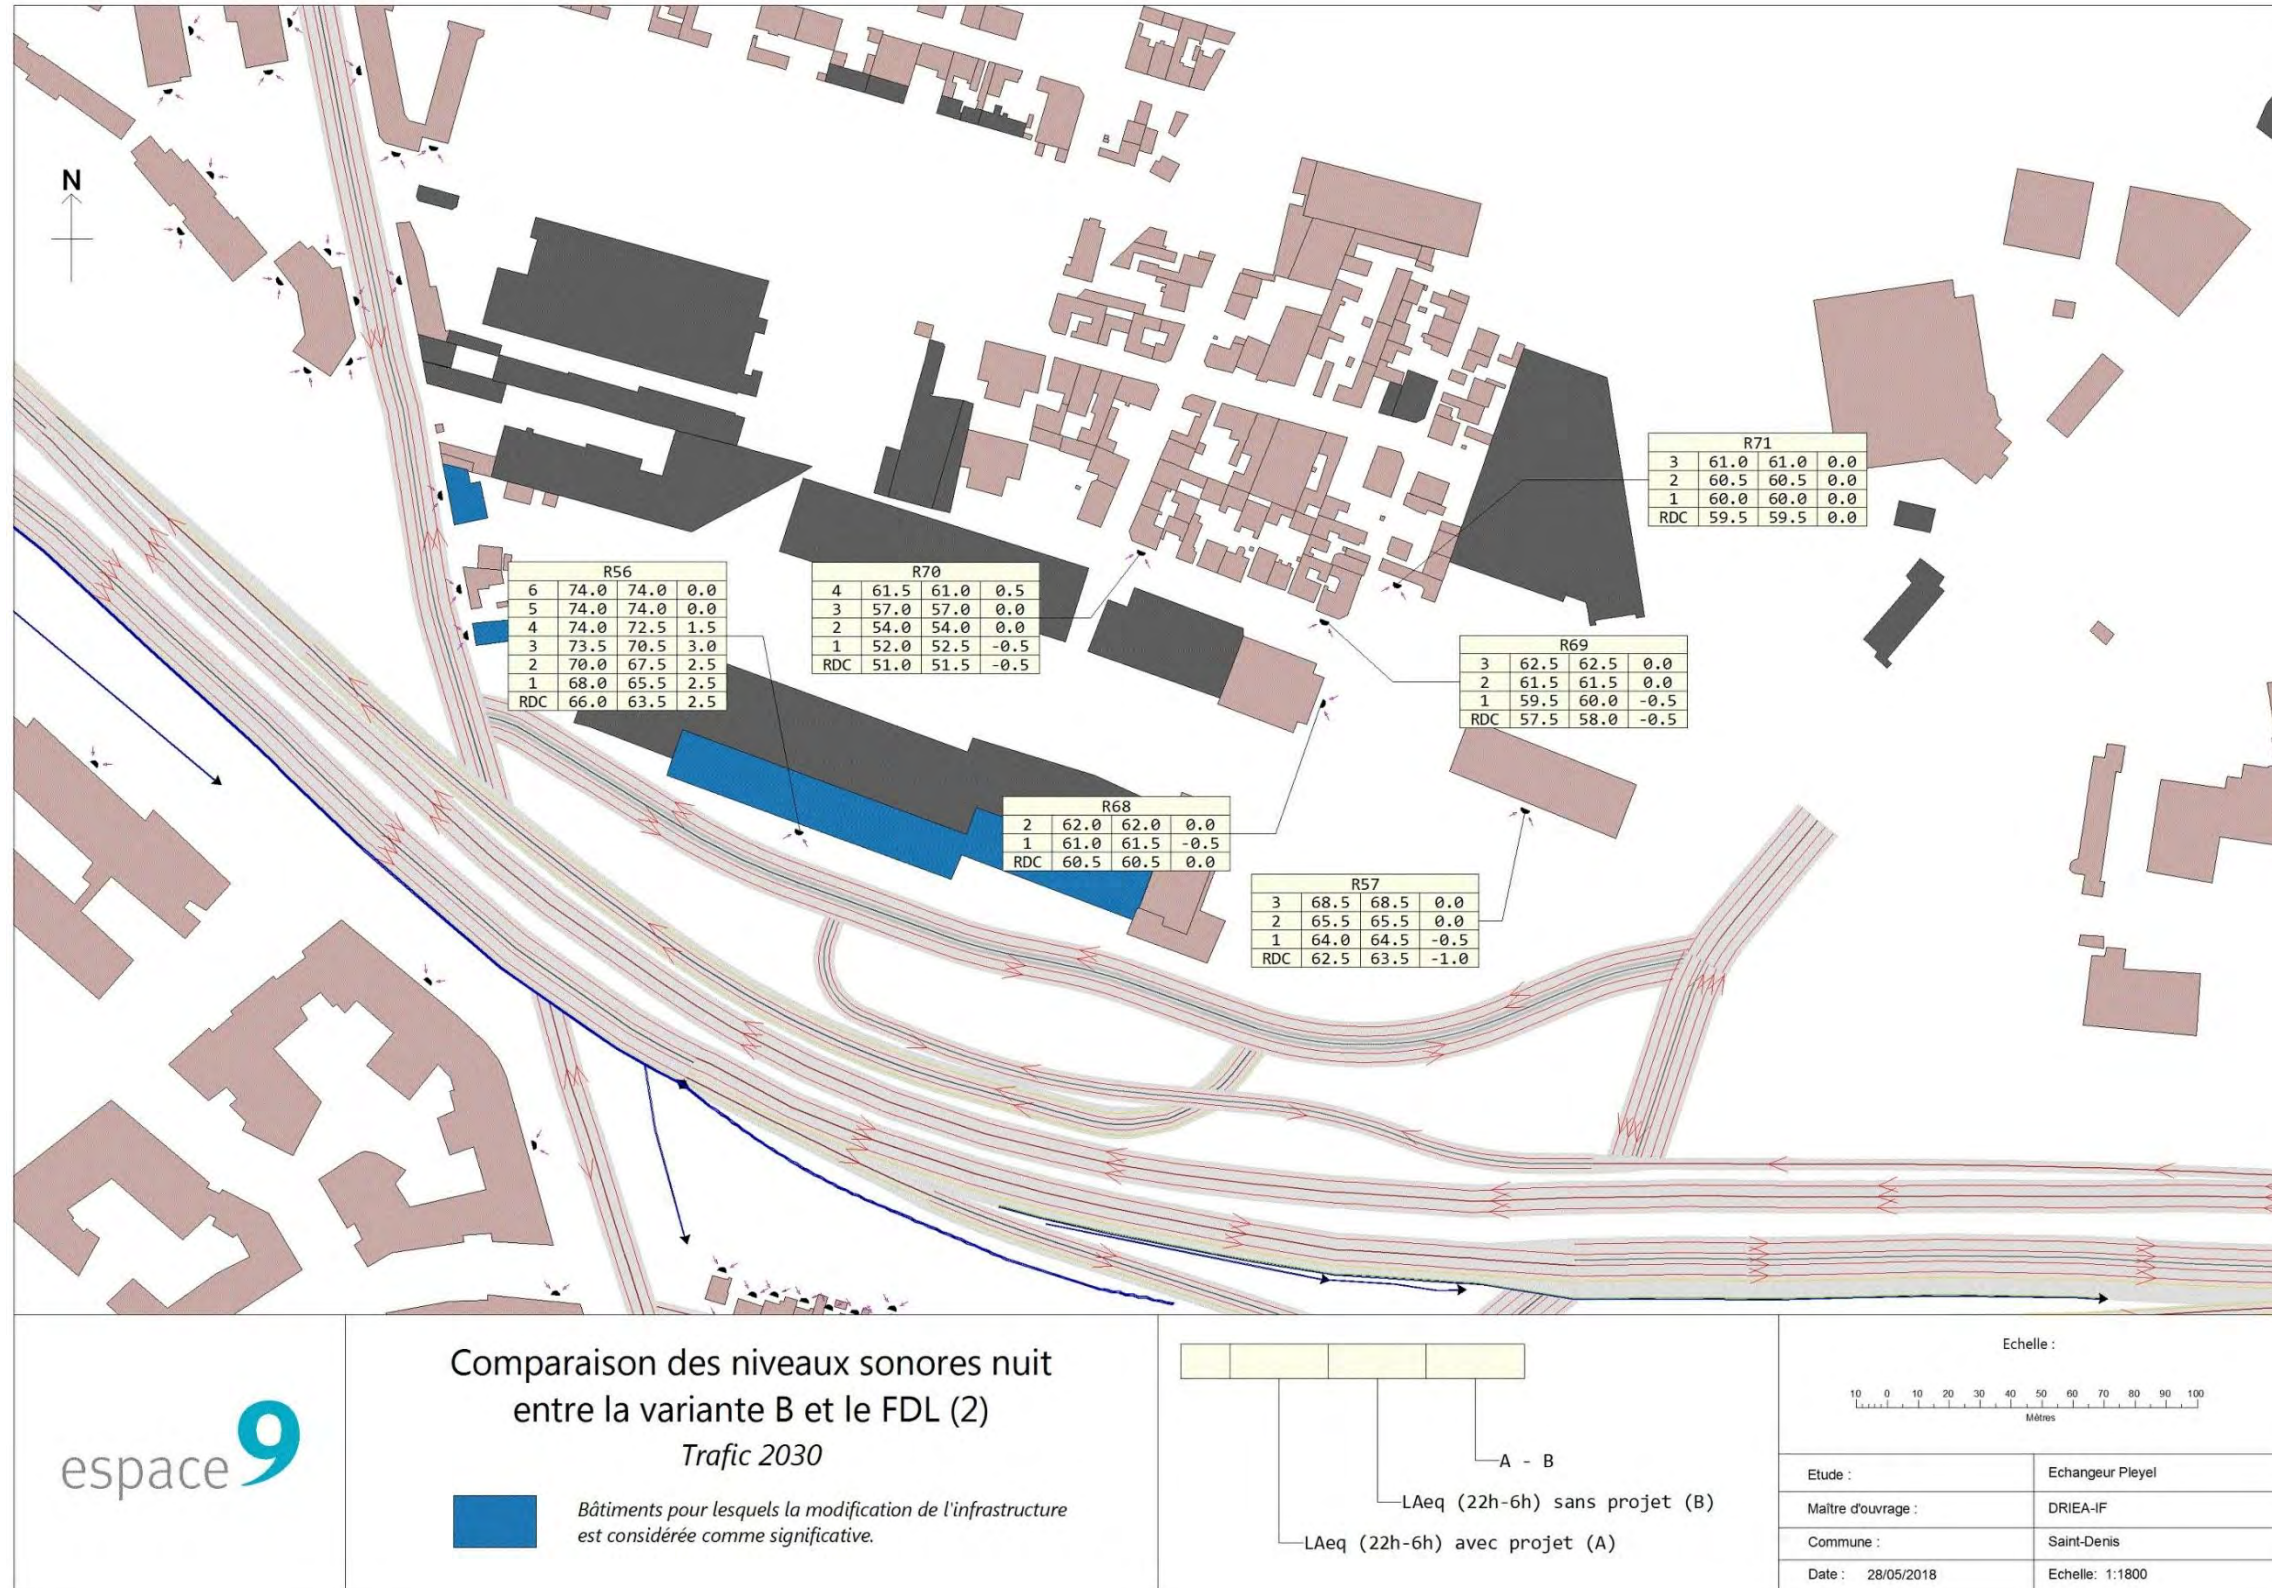 N
R71
3 61.0 61.0 0.0
2 60.5 60.5 0.0
1 60.0 60.0 0.0
RDC 59.5 59.5 0.0
R56
6 74.0 74.0 0.0
5 74.0 74.0 0.0
4 74.0 72.5 1.5
3 73.5 70.5 3.0
2 70.0 67.5 2.5
1 68.0 65.5 2.5
RDC 66.0 63.5 2.5
R70
4 61.5 61.0 0.5
3 57.0 57.0 0.0
2 54.0 54.0 0.0
1 52.0 52.5 -0.5
RDC 51.0 51.5 -0.5
R69
3 62.5 62.5 0.0
2 61.5 61.5 0.0
1 59.5 60.0 -0.5
RDC 57.5 58.0 -0.5
R68
2 62.0 62.0 0.0
1 61.0 61.5 -0.5
RDC 60.5 60.5 0.0
R57
3 68.5 68.5 0.0
2 65.5 65.5 0.0
1 64.0 64.5 -0.5
RDC 62.5 63.5 -1.0
espace 9
Comparaison des niveaux sonores nuit
entre la variante B et le FDL (2)
Trafic 2030
Bâtiments pour lesquels la modification de l'infrastructure
est considérée comme significative.
A - B
LAeq (22h-6h) sans projet (B)
LAeq (22h-6h) avec projet (A)
Echelle :
10 0 10 20 30 40 50 60 70 80 90 100
Mètres
Etude : Echangeur Pleyel
Maître d'ouvrage : DRIEA-IF
Commune : Saint-Denis
Date : 28/05/2018 Echelle: 1:1800